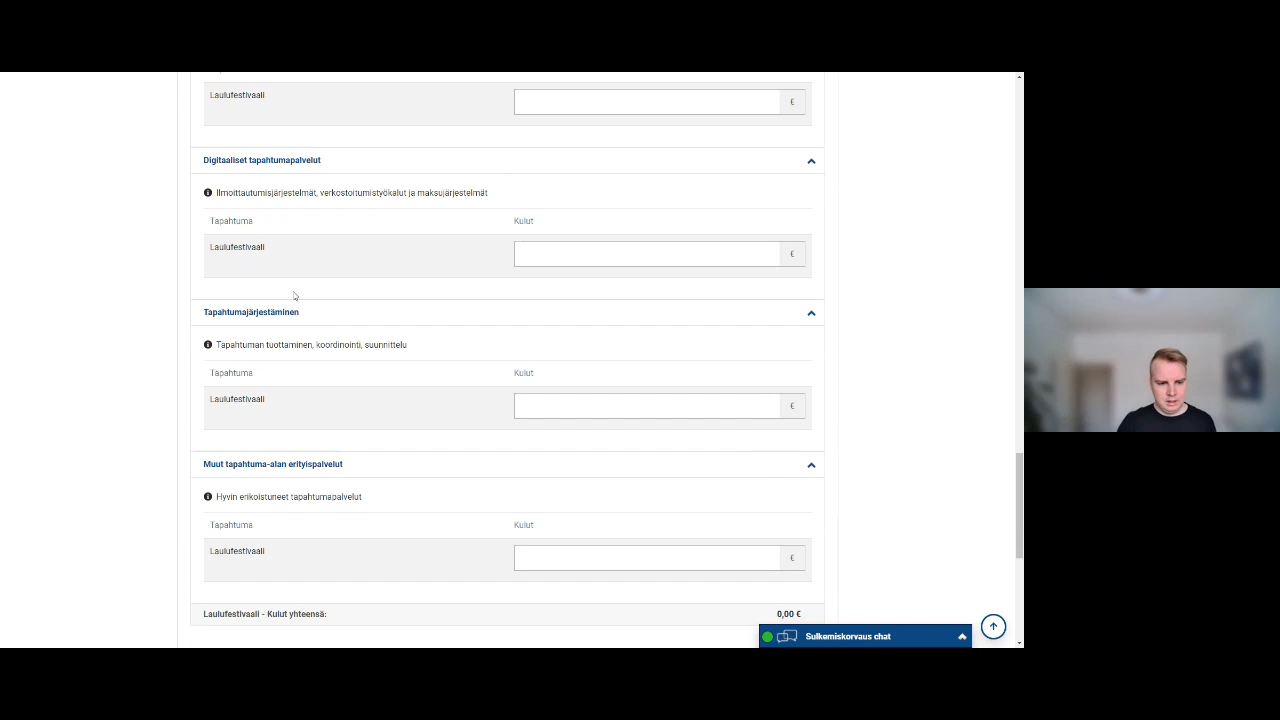 Laulufestivaali €
Digitaaliset tapahtumapalvelut
Ilmoittautumisjärjestelmät, verkostoitumistyökalut ja maksujärjestelmät
Tapahtuma Kulut
Laulufestivaali €
Tapahtumajärjestäminen
Tapahtuman tuottaminen, koordinointi, suunnittelu
Tapahtuma Kulut
Laulufestivaali €
Muut tapahtuma-alan erityispalvelut
Hyvin erikoistuneet tapahtumapalvelut
Tapahtuma Kulut
Laulufestivaali €
Laulufestivaali - Kulut yhteensä: 0,00 €
Sulkemiskorvaus chat